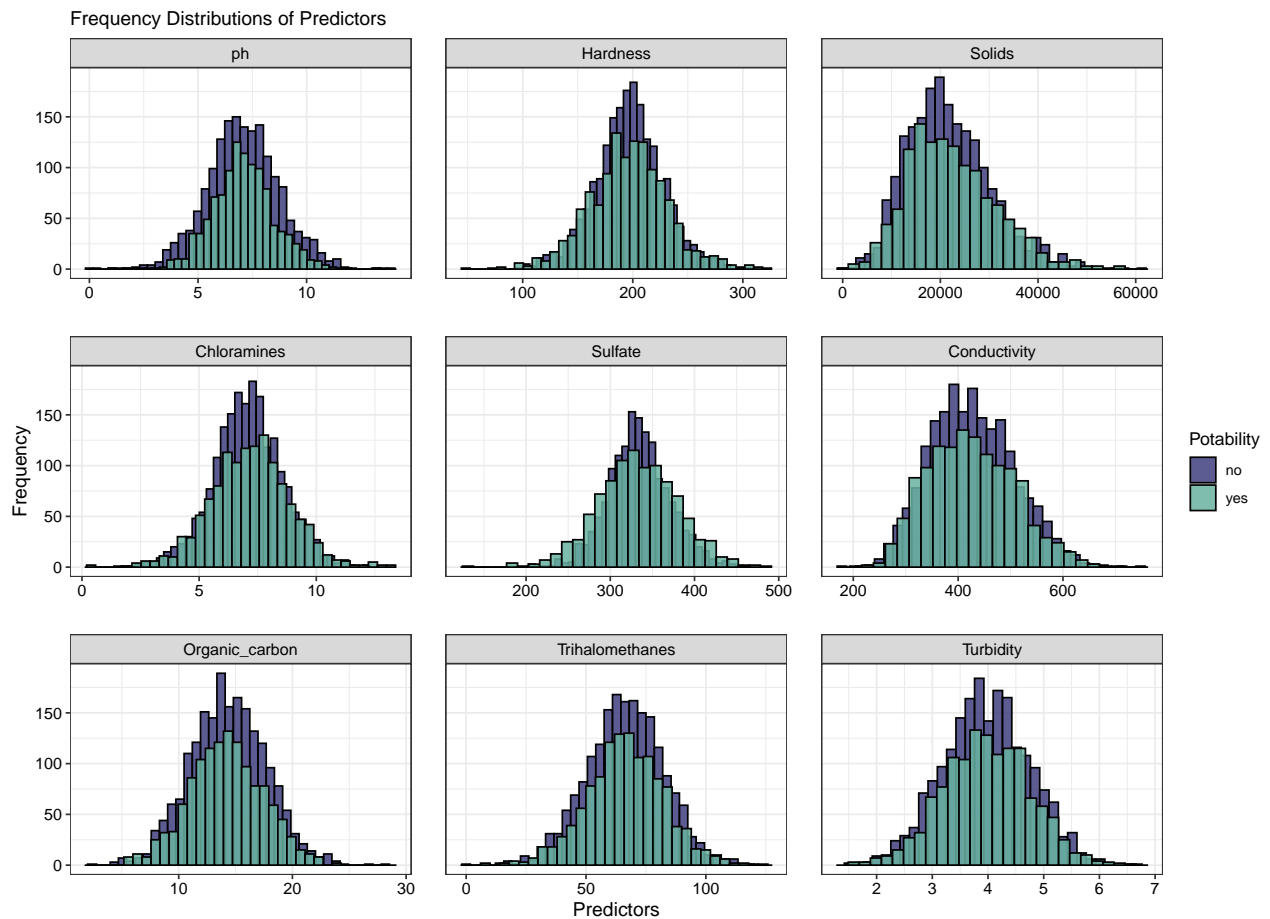 Frequency Distributions of Predictors
ph Hardness Solids
150
100
50
0
0 5 10
100 200 300
0 20000 40000 60000
Chloramines Sulfate Conductivity
150
100
50
0
0 5 10
200 300 400 500
200 400 600
Organic_carbon Trihalomethanes Turbidity
150
100
50
0
10 20 30
0 50 100
2 3 4 5 6 7
Frequency
Predictors
Potability
no
yes